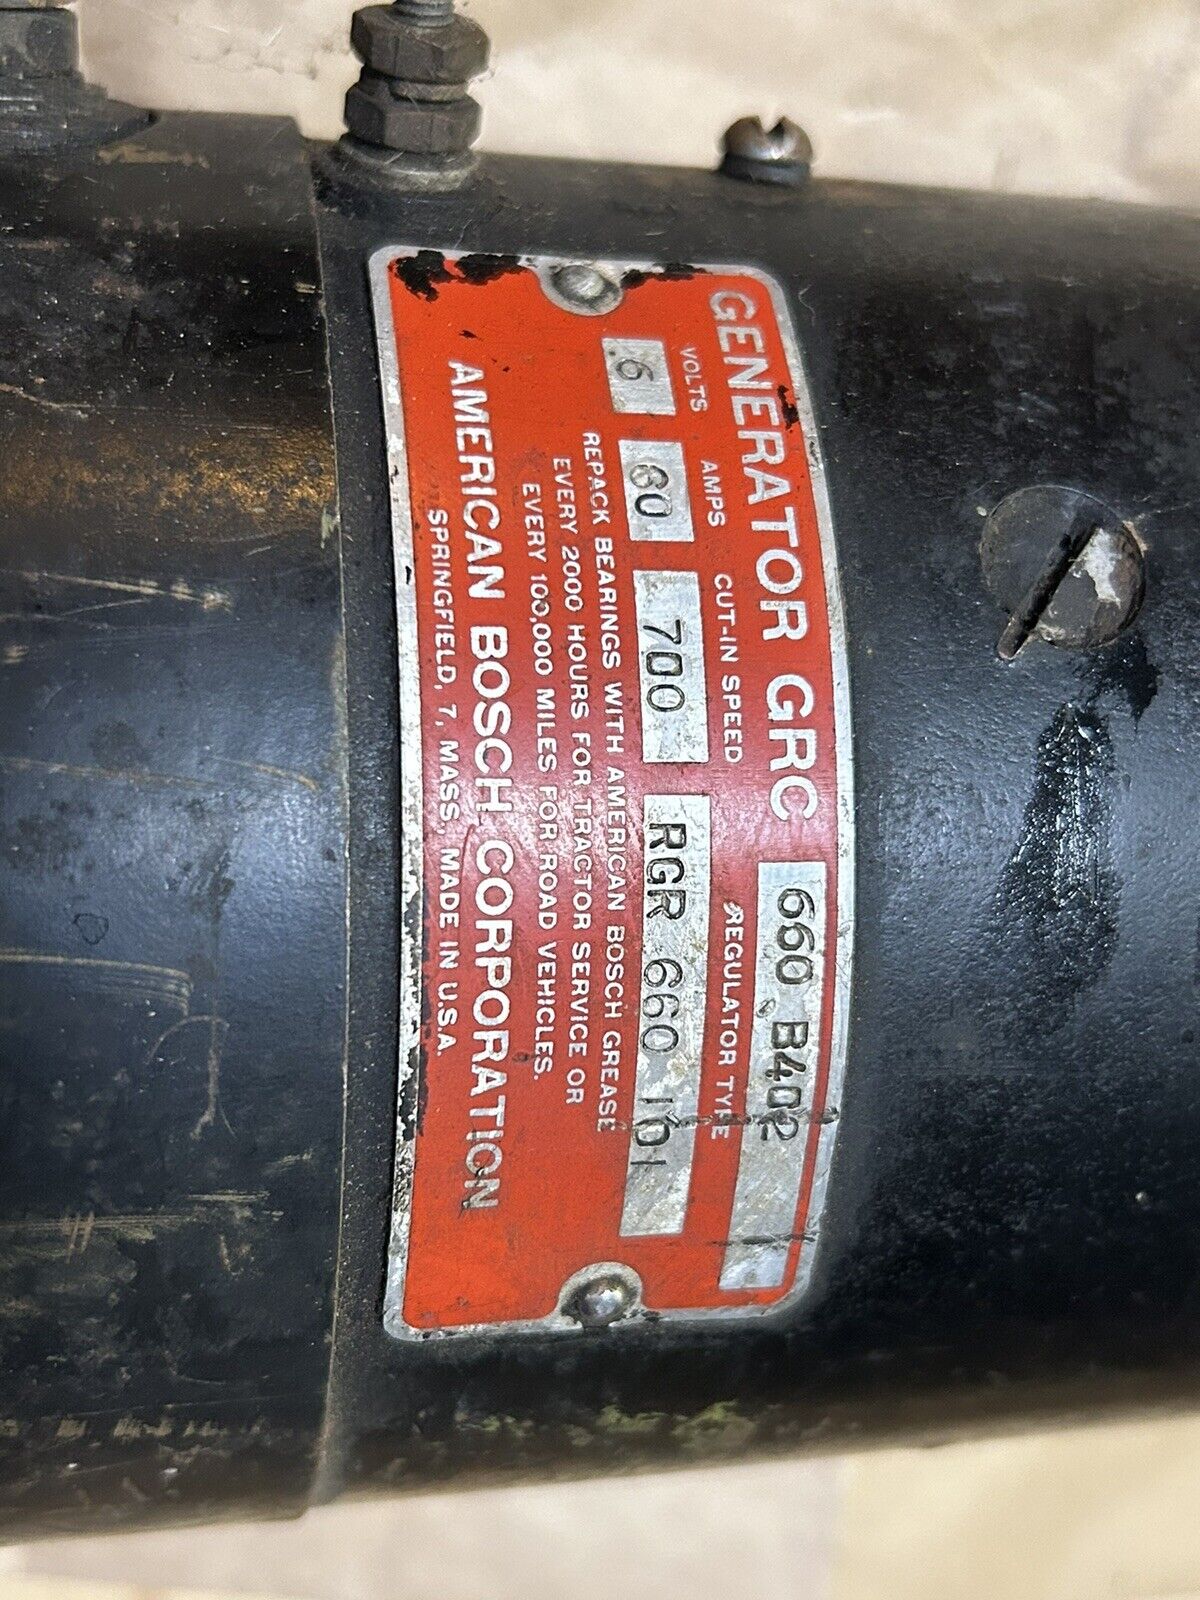 GENERATOR GRC 660 B402
VOLTS AMPS CUT-IN SPEED REGULATOR TYPE
6 60 700 RGR 660 101
REPACK BEARINGS WITH AMERICAN BOSCH GREASE
EVERY 2000 HOURS FOR TRACTOR SERVICE OR
EVERY 100,000 MILES FOR ROAD VEHICLES.
AMERICAN BOSCH CORPORATION
SPRINGFIELD, 7, MASS., MADE IN U.S.A.